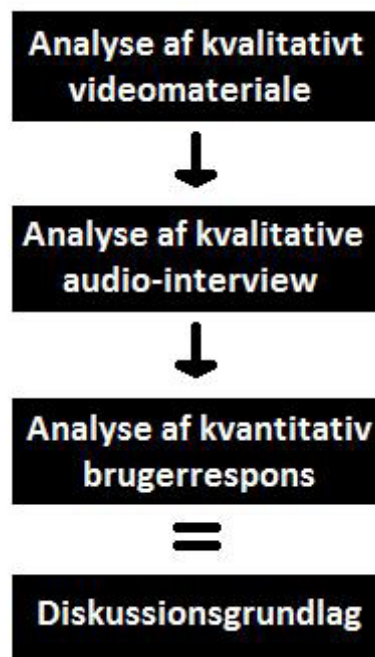 Analyse af kvalitativt
videomateriale
Analyse af kvalitative
audio-interview
Analyse af kvantitativ
brugerrespons
=
Diskussionsgrundlag